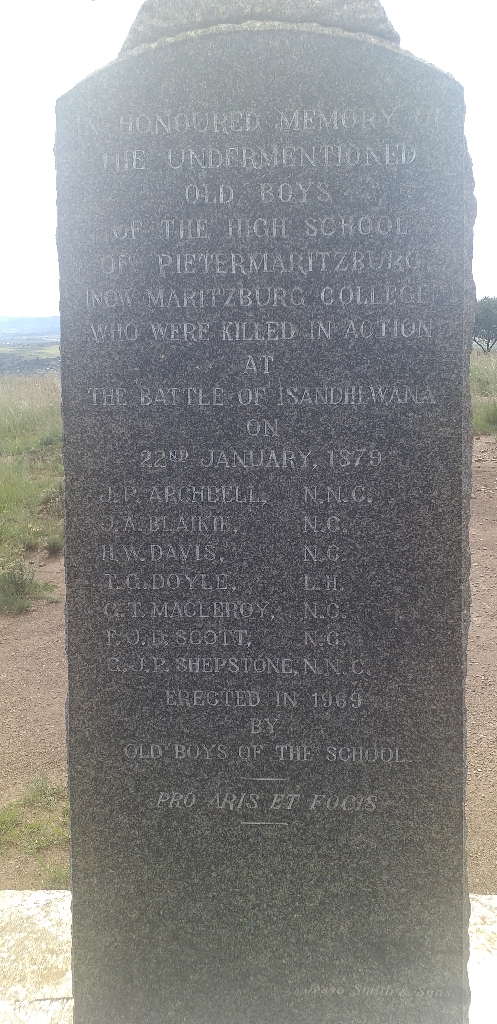 IN HONOURED MEMORY OF
THE UNDERMENTIONED
OLD BOYS
OF THE HIGH SCHOOL
OF PIETERMARITZBURG
(NOW MARITZBURG COLLEGE)
WHO WERE KILLED IN ACTION
AT
THE BATTLE OF ISANDHLWANA
ON
22ND JANUARY, 1879
J. P. ARCHBELL, N.N.C.
J. A. BLAIKIE, N.C.
H. W. DAVIS, N.C.
T. G. DOYLE, L.H.
C. T. MACLEROY, N.C.
F. J. D. SCOTT, N.C.
G. J. P. SHEPSTONE, N.N.C.
ERECTED IN 1969
BY
OLD BOYS OF THE SCHOOL.
PRO ARIS ET FOCIS
Smith & Sons